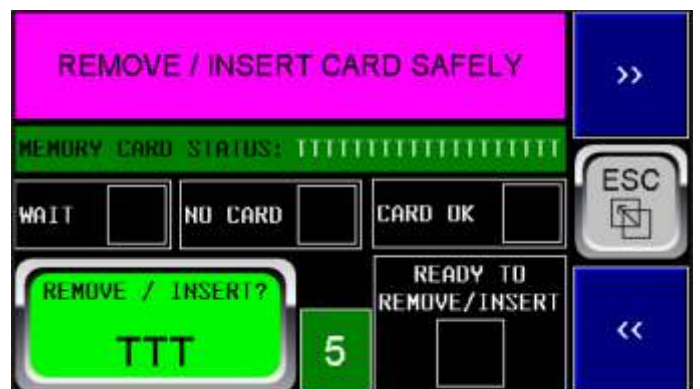 REMOVE / INSERT CARD SAFELY
>>
MEMORY CARD STATUS: TTTTTTTTTTTTTTTTTTTT
ESC
WAIT
NO CARD
CARD OK
REMOVE / INSERT?
TTT
5
READY TO
REMOVE/INSERT
<<